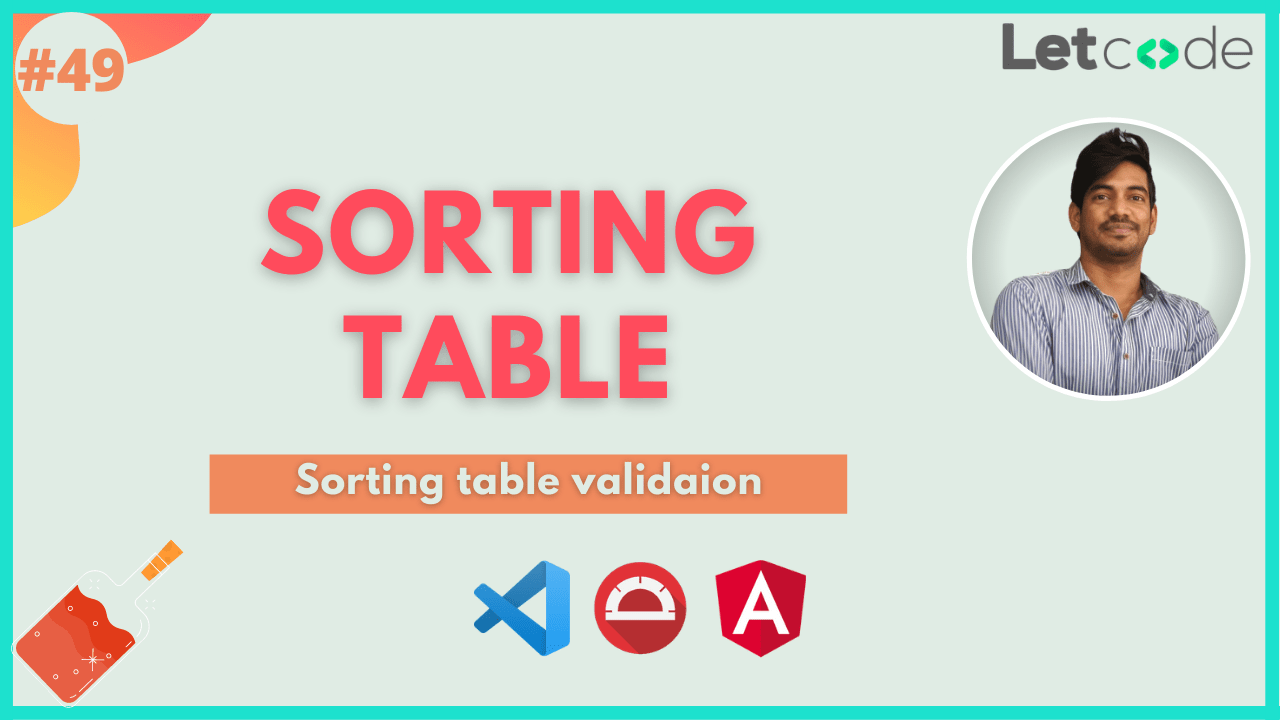 #49
Letcode
SORTING
TABLE
Sorting table validaion
A